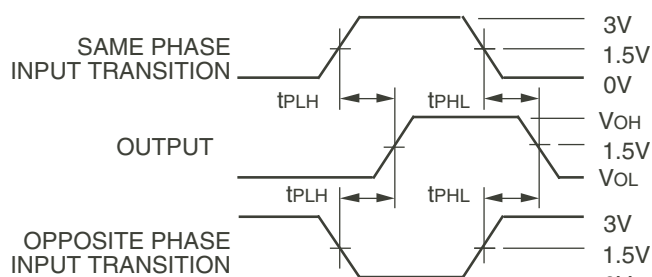 SAME PHASE
INPUT TRANSITION
3V
1.5V
0V
tPLH
tPHL
OUTPUT
VOH
1.5V
VOL
tPLH
tPHL
OPPOSITE PHASE
INPUT TRANSITION
3V
1.5V